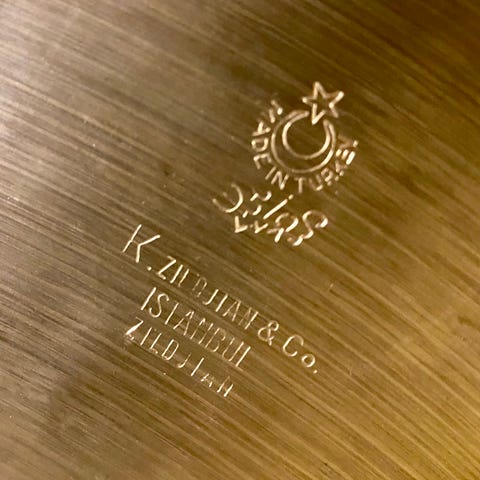 MADE IN TURKEY
K. ZILDJIAN & Co.
ISTANBUL
ZILDJIAN